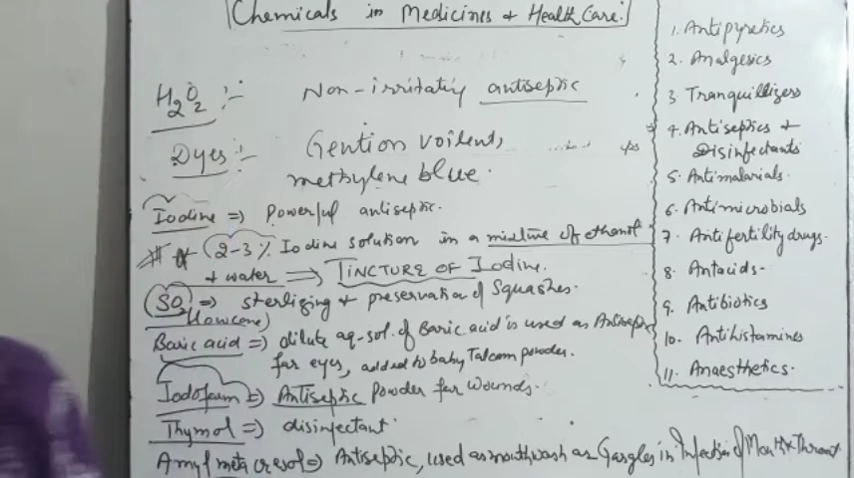 Chemicals in Medicines & Health Care.
H2O2 :- Non-irritating antiseptic
Dyes :- Gention voilent,
methylene blue.
Iodine => Powerful antiseptic.
2-3% Iodine solution in a mixture of ethanol
+ water => TINCTURE OF Iodine.
SO2 => sterlizing & preservation of Squashes.
(low conc)
Boric acid => dilute aq-sol. of Boric acid is used as Antisep
for eyes, added to baby Talcom powder.
Iodoform => Antiseptic Powder for wounds.
Thymol => disinfectant.
Amyl meta cresol => Antiseptic, used as mouthwash as Gargles in Infection of Mouth & Throat
1. Antipyretics
2. Analgesics
3. Tranquillizers
4. Antiseptics &
Disinfectants
5. Antimalarials.
6. Antimicrobials
7. Antifertility drugs.
8. Antacids.
9. Antibiotics
10. Antihistamines
11. Anaesthetics.